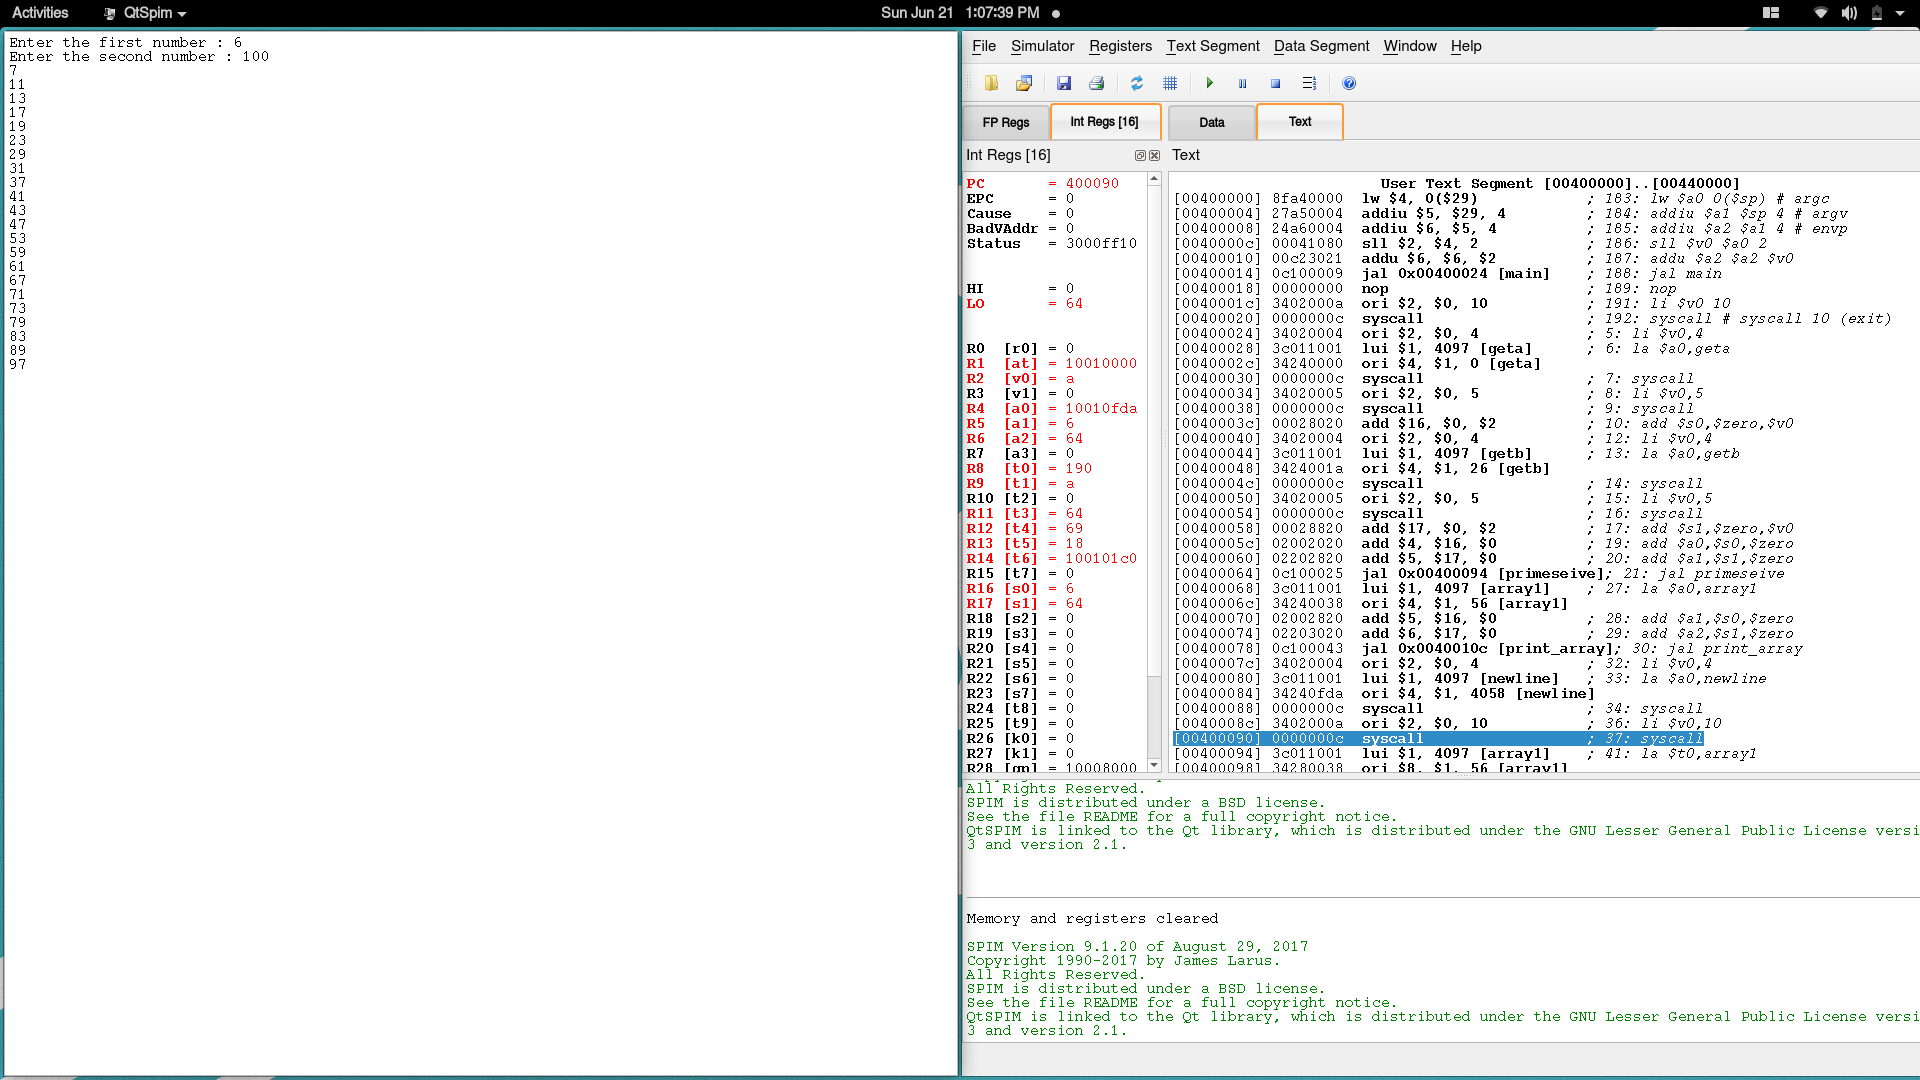 Activities QtSpim Sun Jun 21 1:07:39 PM
Enter the first number : 6
Enter the second number : 100
7
11
13
17
19
23
29
31
37
41
43
47
53
59
61
67
71
73
79
83
89
97
File Simulator Registers Text Segment Data Segment Window Help
FP Regs Int Regs [16] Data Text
Int Regs [16]
PC = 400090
EPC = 0
Cause = 0
BadVAddr = 0
Status = 3000ff10
HI = 0
LO = 64
R0 [r0] = 0
R1 [at] = 10010000
R2 [v0] = a
R3 [v1] = 0
R4 [a0] = 10010fda
R5 [a1] = 6
R6 [a2] = 64
R7 [a3] = 0
R8 [t0] = 190
R9 [t1] = a
R10 [t2] = 0
R11 [t3] = 64
R12 [t4] = 69
R13 [t5] = 18
R14 [t6] = 100101c0
R15 [t7] = 0
R16 [s0] = 6
R17 [s1] = 64
R18 [s2] = 0
R19 [s3] = 0
R20 [s4] = 0
R21 [s5] = 0
R22 [s6] = 0
R23 [s7] = 0
R24 [t8] = 0
R25 [t9] = 0
R26 [k0] = 0
R27 [k1] = 0
R28 [gp] = 10008000
Text
User Text Segment [00400000]..[00440000]
[00400000] 8fa40000 lw $4, 0($29) ; 183: lw $a0 0($sp) # argc
[00400004] 27a50004 addiu $5, $29, 4 ; 184: addiu $a1 $sp 4 # argv
[00400008] 24a60004 addiu $6, $5, 4 ; 185: addiu $a2 $a1 4 # envp
[0040000c] 00041080 sll $2, $4, 2 ; 186: sll $v0 $a0 2
[00400010] 00c23021 addu $6, $6, $2 ; 187: addu $a2 $a2 $v0
[00400014] 0c100009 jal 0x00400024 [main] ; 188: jal main
[00400018] 00000000 nop ; 189: nop
[0040001c] 3402000a ori $2, $0, 10 ; 191: li $v0 10
[00400020] 0000000c syscall ; 192: syscall # syscall 10 (exit)
[00400024] 34020004 ori $2, $0, 4 ; 5: li $v0,4
[00400028] 3c011001 lui $1, 4097 [geta] ; 6: la $a0,geta
[0040002c] 34240000 ori $4, $1, 0 [geta]
[00400030] 0000000c syscall ; 7: syscall
[00400034] 34020005 ori $2, $0, 5 ; 8: li $v0,5
[00400038] 0000000c syscall ; 9: syscall
[0040003c] 00028020 add $16, $0, $2 ; 10: add $s0,$zero,$v0
[00400040] 34020004 ori $2, $0, 4 ; 12: li $v0,4
[00400044] 3c011001 lui $1, 4097 [getb] ; 13: la $a0,getb
[00400048] 3424001a ori $4, $1, 26 [getb]
[0040004c] 0000000c syscall ; 14: syscall
[00400050] 34020005 ori $2, $0, 5 ; 15: li $v0,5
[00400054] 0000000c syscall ; 16: syscall
[00400058] 00028820 add $17, $0, $2 ; 17: add $s1,$zero,$v0
[0040005c] 02002020 add $4, $16, $0 ; 19: add $a0,$s0,$zero
[00400060] 02202820 add $5, $17, $0 ; 20: add $a1,$s1,$zero
[00400064] 0c100025 jal 0x00400094 [primeseive]; 21: jal primeseive
[00400068] 3c011001 lui $1, 4097 [array1] ; 27: la $a0,array1
[0040006c] 34240038 ori $4, $1, 56 [array1]
[00400070] 02002820 add $5, $16, $0 ; 28: add $a1,$s0,$zero
[00400074] 02203020 add $6, $17, $0 ; 29: add $a2,$s1,$zero
[00400078] 0c100043 jal 0x0040010c [print_array]; 30: jal print_array
[0040007c] 34020004 ori $2, $0, 4 ; 32: li $v0,4
[00400080] 3c011001 lui $1, 4097 [newline] ; 33: la $a0,newline
[00400084] 34240fda ori $4, $1, 4058 [newline]
[00400088] 0000000c syscall ; 34: syscall
[0040008c] 3402000a ori $2, $0, 10 ; 36: li $v0,10
[00400090] 0000000c syscall ; 37: syscall
[00400094] 3c011001 lui $1, 4097 [array1] ; 41: la $t0,array1
[00400098] 34280038 ori $8, $1, 56 [array1]
All Rights Reserved.
SPIM is distributed under a BSD license.
See the file README for a full copyright notice.
QtSPIM is linked to the Qt library, which is distributed under the GNU Lesser General Public License versi
3 and version 2.1.
Memory and registers cleared
SPIM Version 9.1.20 of August 29, 2017
Copyright 1990-2017 by James Larus.
All Rights Reserved.
SPIM is distributed under a BSD license.
See the file README for a full copyright notice.
QtSPIM is linked to the Qt library, which is distributed under the GNU Lesser General Public License versi
3 and version 2.1.